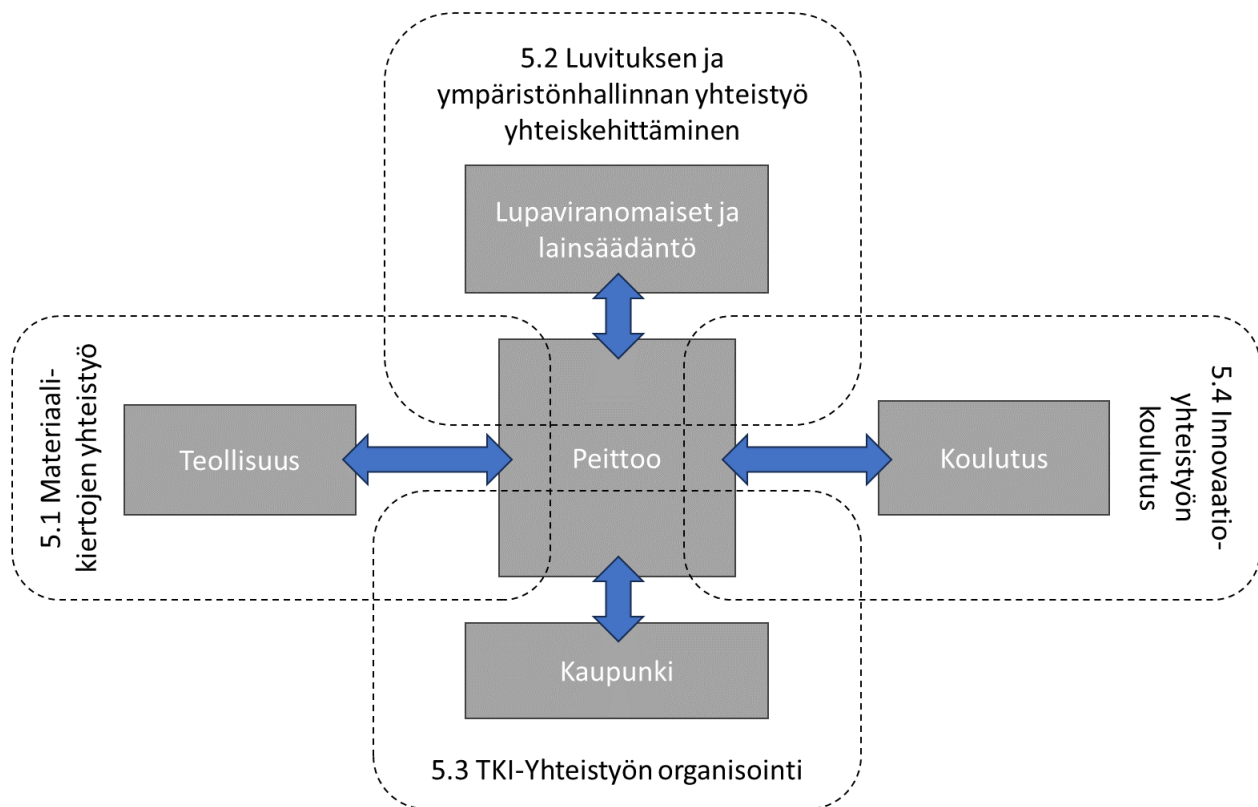 5.2 Luvituksen ja
ympäristönhallinnan yhteistyö
yhteiskehittäminen
Lupaviranomaiset ja
lainsäädäntö
5.1 Materiaali-
kiertojen yhteistyö
Teollisuus
Peittoo
Koulutus
5.4 Innovaatio-
yhteistyön
koulutus
Kaupunki
5.3 TKI-Yhteistyön organisointi